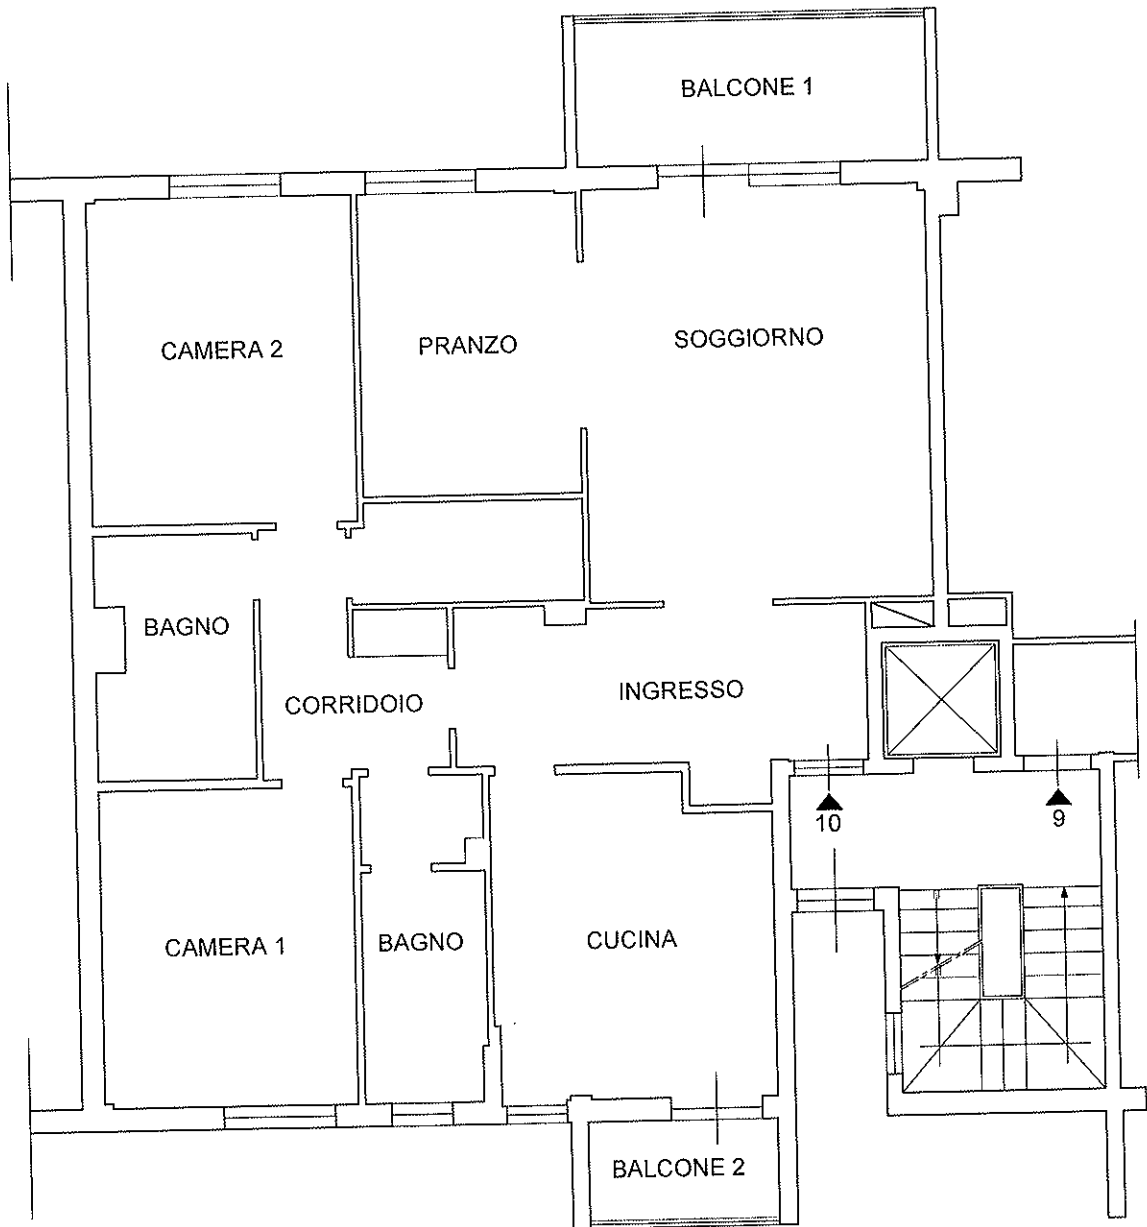 BALCONE 1
CAMERA 2
PRANZO
SOGGIORNO
BAGNO
CORRIDOIO
INGRESSO
10
9
CAMERA 1
BAGNO
CUCINA
BALCONE 2